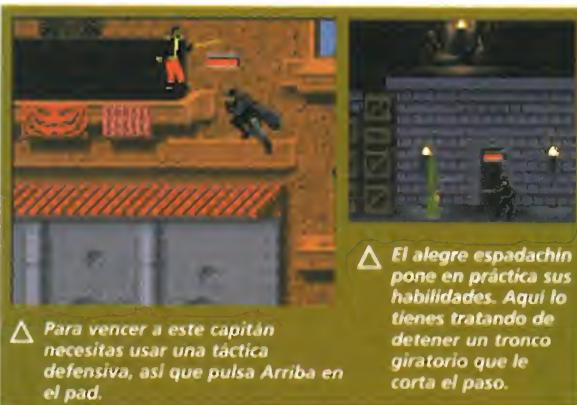 △ Para vencer a este capitán
necesitas usar una táctica
defensiva, así que pulsa Arriba en
el pad.
△ El alegre espadachín
pone en práctica sus
habilidades. Aquí lo
tienes tratando de
detener un tronco
giratorio que le
corta el paso.